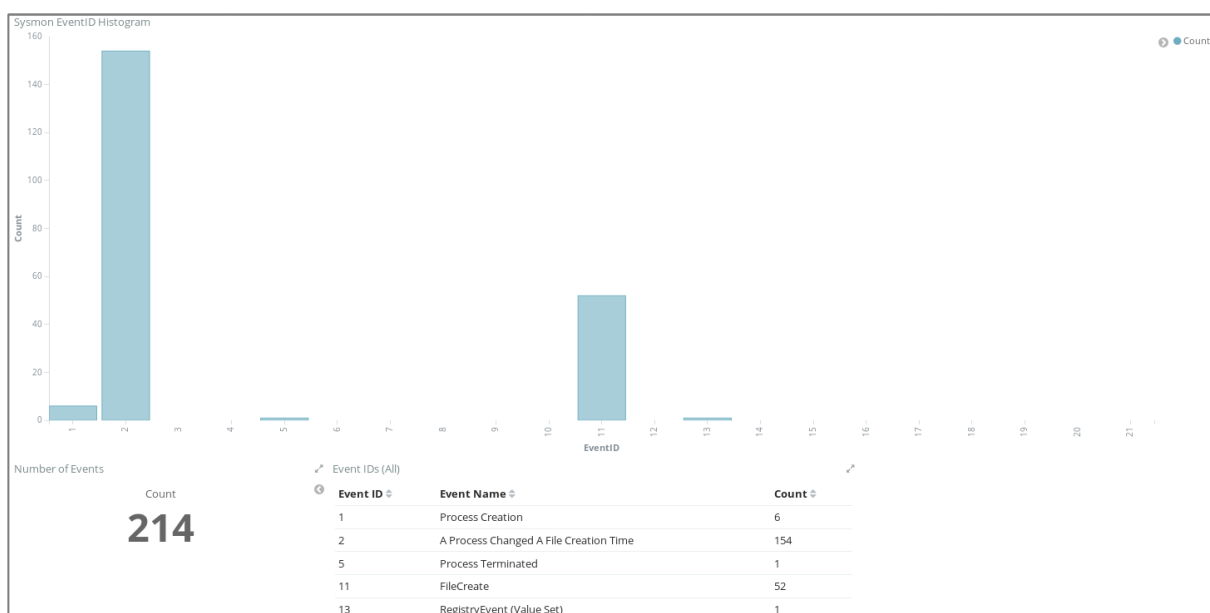 Sysmon EventID Histogram
160
140
120
100
80
60
40
20
0
Count
Count
1 2 3 4 5 6 7 8 9 10 11 12 13 14 15 16 17 18 19 20 21
EventID
Number of Events
Count
214
Event IDs (All)
Event ID Event Name Count
1 Process Creation 6
2 A Process Changed A File Creation Time 154
5 Process Terminated 1
11 FileCreate 52
13 RegistryEvent (Value Set) 1